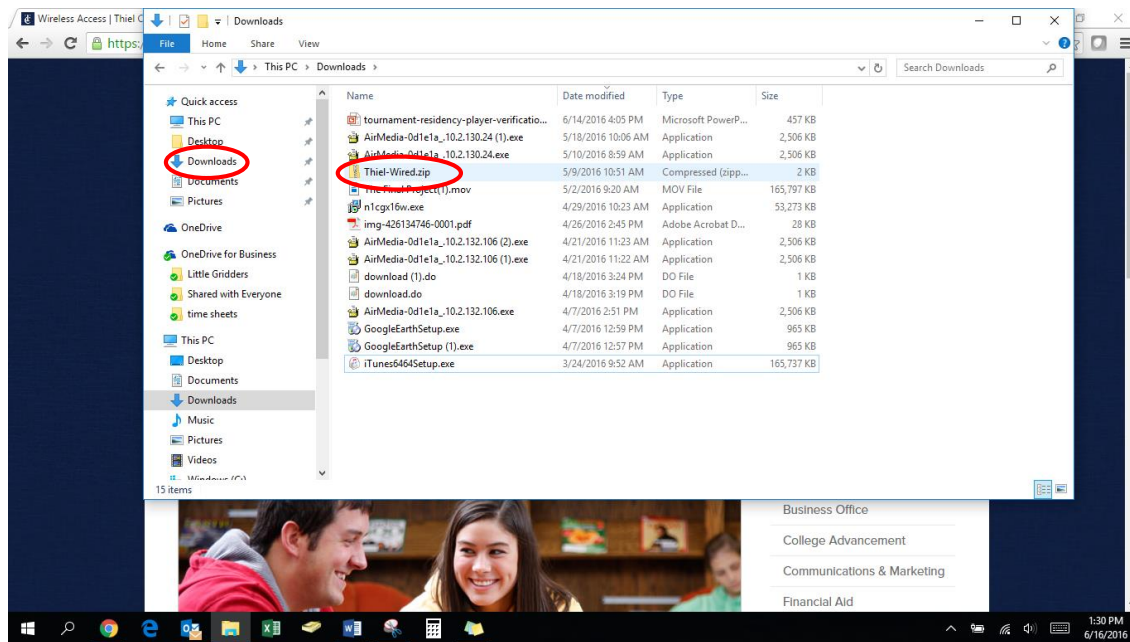 Wireless Access | Thiel C
Downloads
https:/
File Home Share View
This PC > Downloads >
Search Downloads
Name Date modified Type Size
Quick access
This PC
Desktop
Downloads
Documents
Pictures
OneDrive
OneDrive for Business
Little Gridders
Shared with Everyone
time sheets
This PC
Desktop
Documents
Downloads
Music
Pictures
Videos
Windows (C:)
tournament-residency-player-verificatio... 6/14/2016 4:05 PM Microsoft PowerP... 457 KB
AirMedia-0d1e1a_.10.2.130.24 (1).exe 5/18/2016 10:06 AM Application 2,506 KB
AirMedia-0d1e1a_.10.2.130.24.exe 5/10/2016 8:59 AM Application 2,506 KB
Thiel-Wired.zip 5/9/2016 10:51 AM Compressed (zipp... 2 KB
The Final Project(1).mov 5/2/2016 9:20 AM MOV File 165,797 KB
n1cgx16w.exe 4/29/2016 10:23 AM Application 53,273 KB
img-426134746-0001.pdf 4/26/2016 2:45 PM Adobe Acrobat D... 28 KB
AirMedia-0d1e1a_.10.2.132.106 (2).exe 4/21/2016 11:23 AM Application 2,506 KB
AirMedia-0d1e1a_.10.2.132.106 (1).exe 4/21/2016 11:22 AM Application 2,506 KB
download (1).do 4/18/2016 3:24 PM DO File 1 KB
download.do 4/18/2016 3:19 PM DO File 1 KB
AirMedia-0d1e1a_.10.2.132.106.exe 4/7/2016 2:51 PM Application 2,506 KB
GoogleEarthSetup.exe 4/7/2016 12:59 PM Application 965 KB
GoogleEarthSetup (1).exe 4/7/2016 12:57 PM Application 965 KB
iTunes6464Setup.exe 3/24/2016 9:52 AM Application 165,737 KB
15 items
Business Office
College Advancement
Communications & Marketing
Financial Aid
1:30 PM
6/16/2016